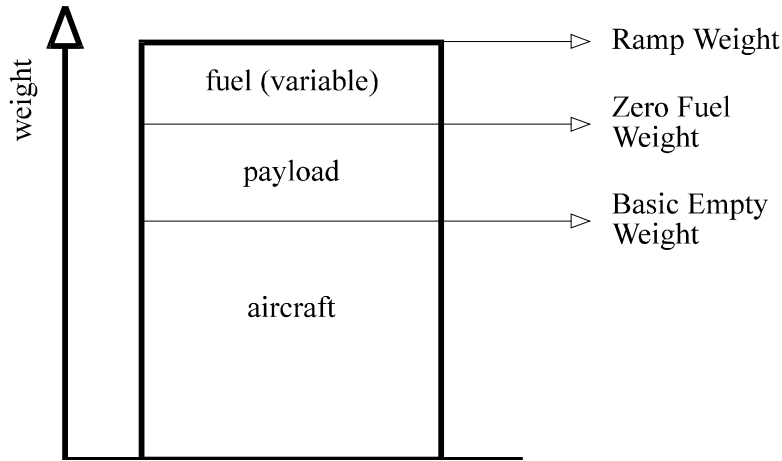 Ramp Weight
weight
fuel (variable)
Zero Fuel
Weight
payload
Basic Empty
Weight
aircraft